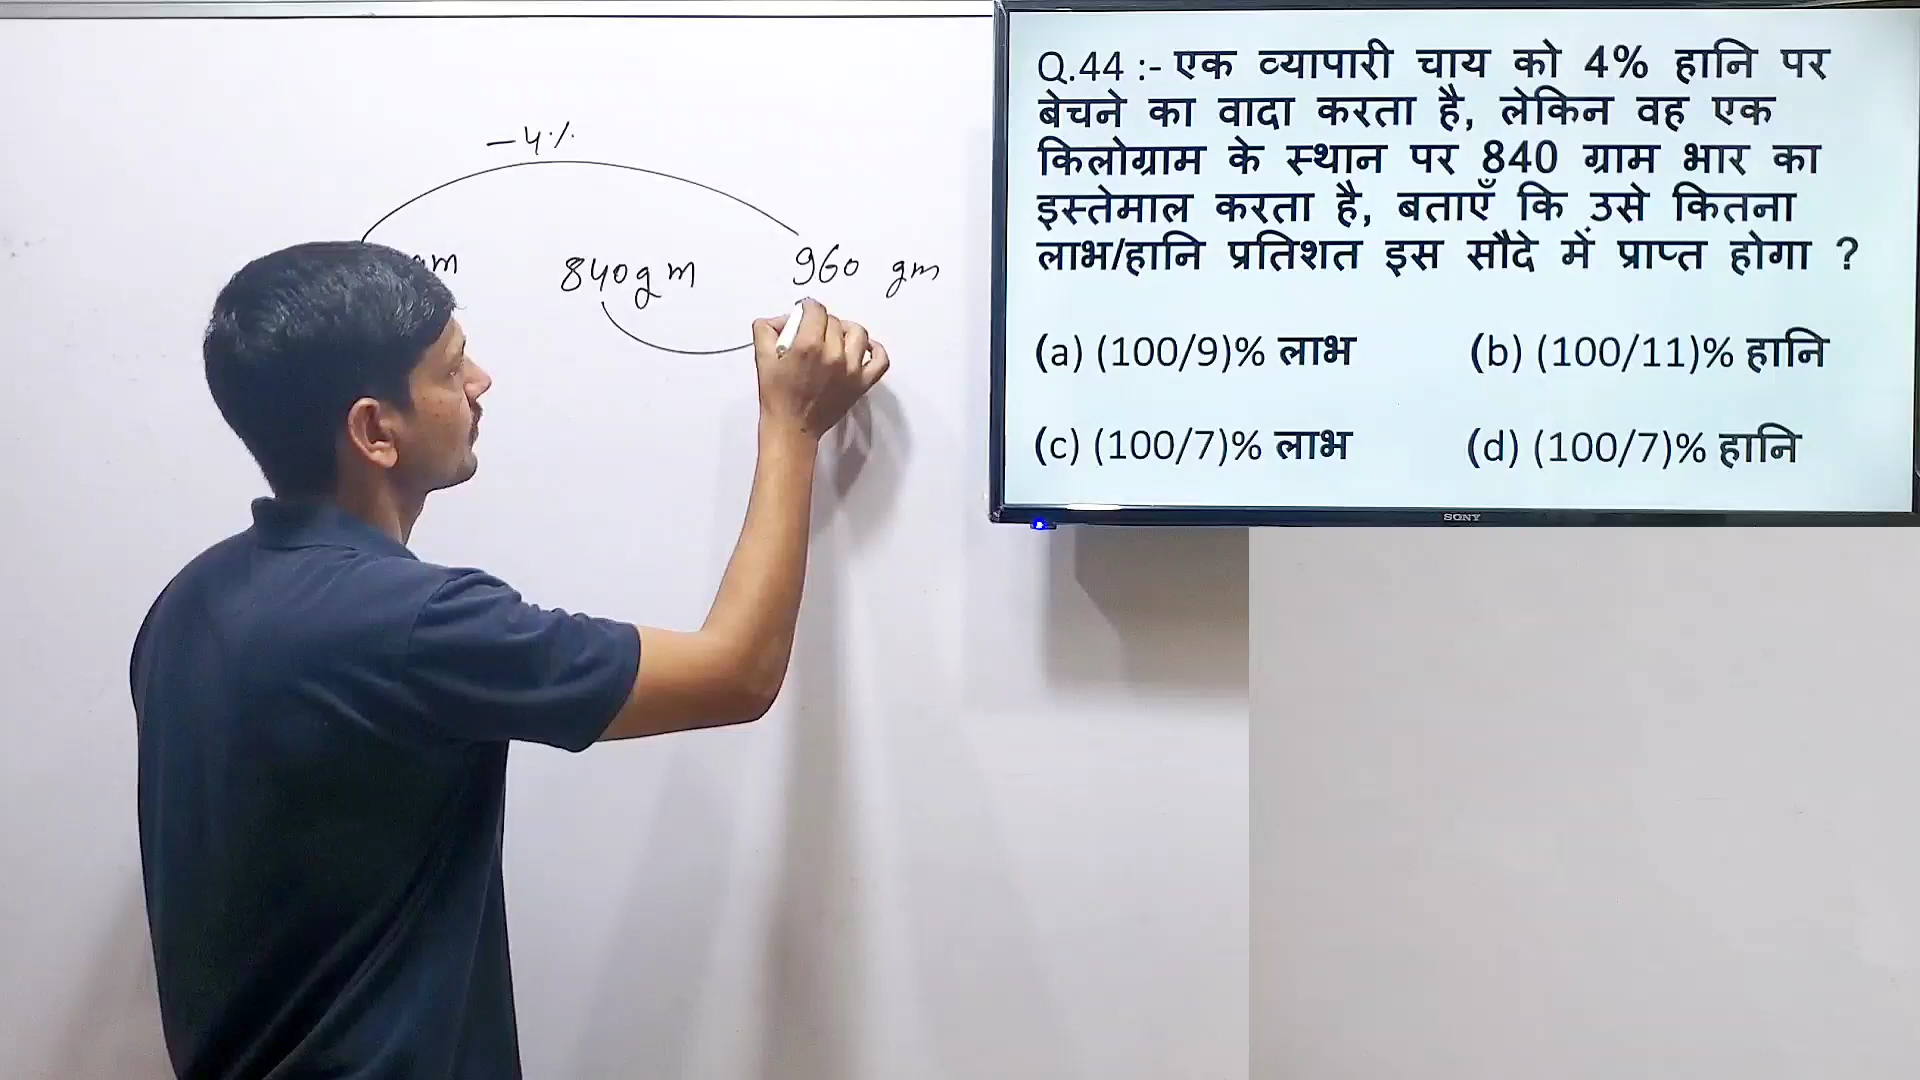 -4%
gm
840gm
960 gm
Q.44 :- एक व्यापारी चाय को 4% हानि पर
बेचने का वादा करता है, लेकिन वह एक
किलोग्राम के स्थान पर 840 ग्राम भार का
इस्तेमाल करता है, बताएँ कि उसे कितना
लाभ/हानि प्रतिशत इस सौदे में प्राप्त होगा ?
(a) (100/9)% लाभ
(b) (100/11)% हानि
(c) (100/7)% लाभ
(d) (100/7)% हानि
SONY